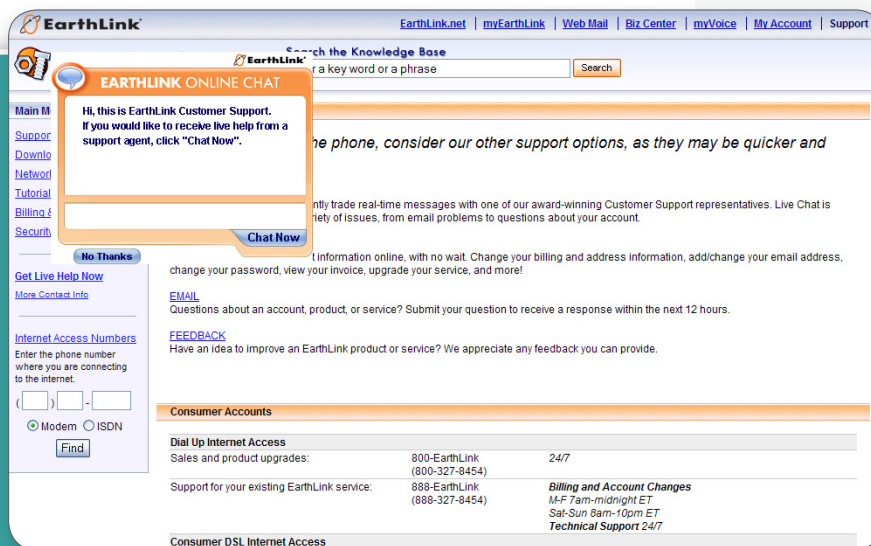 EarthLink
EarthLink.net | myEarthLink | Web Mail | Biz Center | myVoice | My Account | Support
the Knowledge Base
a key word or a phrase
Search
EarthLink
EARTHLINK ONLINE CHAT
Hi, this is EarthLink Customer Support.
If you would like to receive live help from a
support agent, click "Chat Now".
Chat Now
No Thanks
Main
Billing &
Get Live Help Now
More Contact Info
Internet Access Numbers
Enter the phone number
where you are connecting
to the internet.
( ) -
Modem ISDN
Find
phone, consider our other support options, as they may be quicker and
trade real-time messages with one of our award-winning Customer Support representatives. Live Chat is
of issues, from email problems to questions about your account.
information online, with no wait. Change your billing and address information, add/change your email address,
change your password, view your invoice, upgrade your service, and more!
EMAIL
Questions about an account, product, or service? Submit your question to receive a response within the next 12 hours.
FEEDBACK
Have an idea to improve an EarthLink product or service? We appreciate any feedback you can provide.
Consumer Accounts
Dial Up Internet Access
Sales and product upgrades: 800-EarthLink 24/7
(800-327-8454)
Support for your existing EarthLink service: 888-EarthLink Billing and Account Changes
(888-327-8454) M-F 7am-midnight ET
Sat-Sun 8am-10pm ET
Technical Support 24/7
Consumer DSL Internet Access